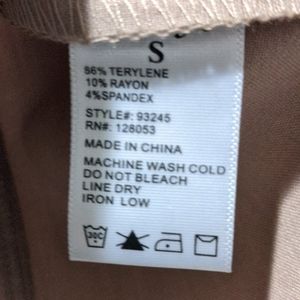 S
86% TERYLENE
10% RAYON
4%SPANDEX
STYLE#: 93245
RN#: 128053
MADE IN CHINA
MACHINE WASH COLD
DO NOT BLEACH
LINE DRY
IRON LOW
30C